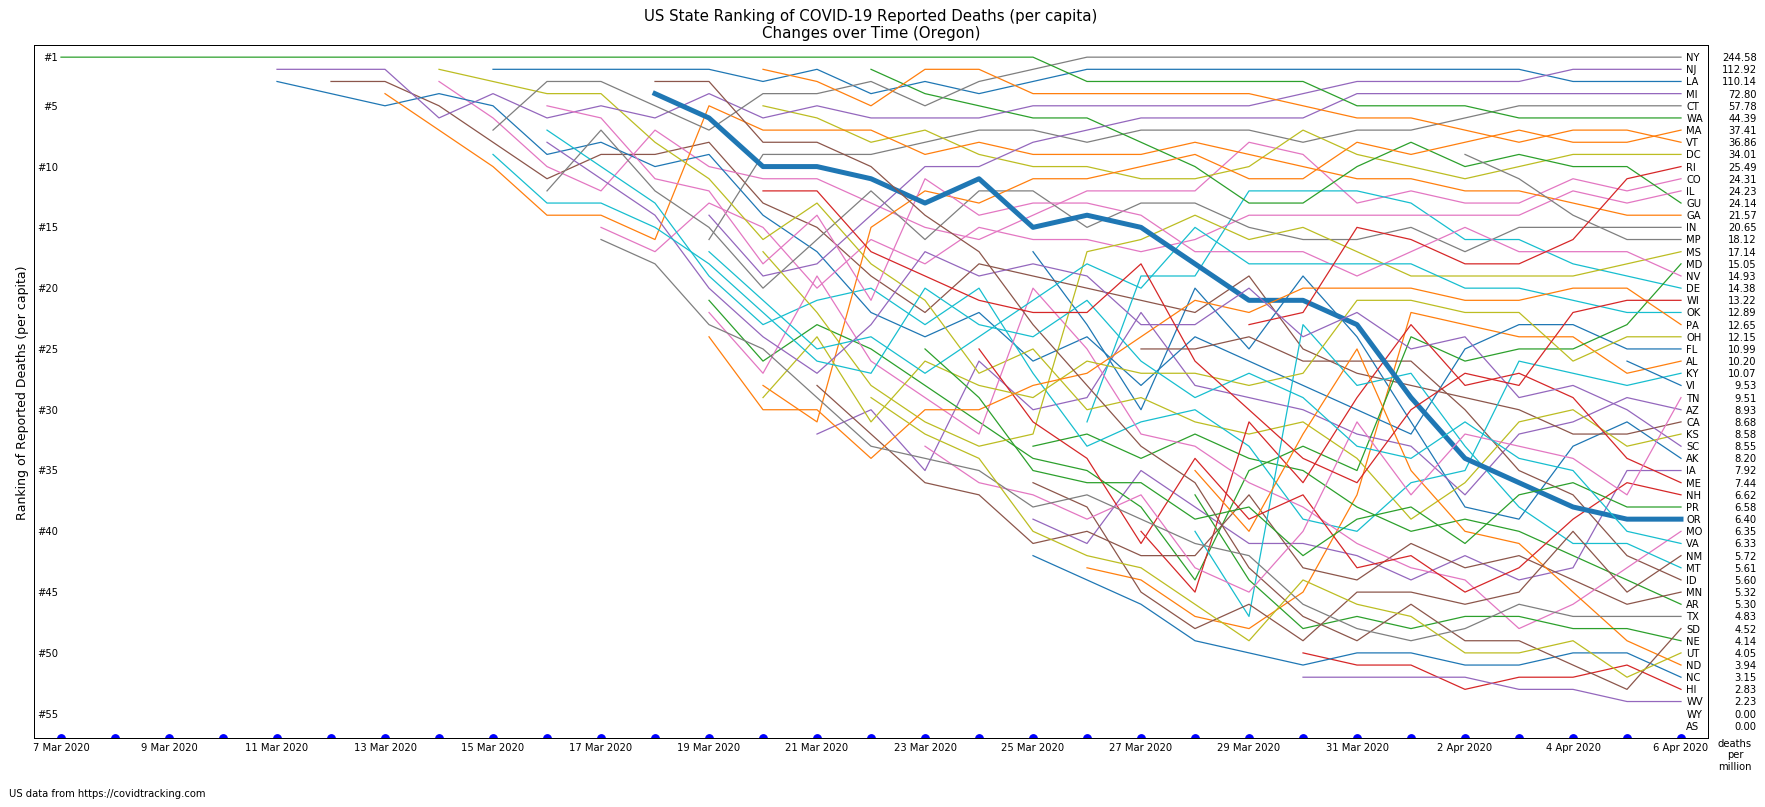 US State Ranking of COVID-19 Reported Deaths (per capita)
Changes over Time (Oregon)
Ranking of Reported Deaths (per capita)
#1
#5
#10
#15
#20
#25
#30
#35
#40
#45
#50
#55
NY 244.58
NJ 112.92
LA 110.14
MI 72.80
CT 57.78
WA 44.39
MA 37.41
VT 36.86
DC 34.01
RI 25.49
CO 24.31
IL 24.23
GU 24.14
GA 21.57
IN 20.65
MP 18.12
MS 17.14
MD 15.05
NV 14.93
DE 14.38
WI 13.22
OK 12.89
PA 12.65
OH 12.15
FL 10.99
AL 10.20
KY 10.07
VI 9.53
TN 9.51
AZ 8.93
CA 8.68
KS 8.58
SC 8.55
AK 8.20
IA 7.92
ME 7.44
NH 6.62
PR 6.58
OR 6.40
MO 6.35
VA 6.33
NM 5.72
MT 5.61
ID 5.60
MN 5.32
AR 5.30
TX 4.83
SD 4.52
NE 4.14
UT 4.05
ND 3.94
NC 3.15
HI 2.83
WV 2.23
WY 0.00
AS 0.00
7 Mar 2020 9 Mar 2020 11 Mar 2020 13 Mar 2020 15 Mar 2020 17 Mar 2020 19 Mar 2020 21 Mar 2020 23 Mar 2020 25 Mar 2020 27 Mar 2020 29 Mar 2020 31 Mar 2020 2 Apr 2020 4 Apr 2020 6 Apr 2020
deaths
per
million
US data from https://covidtracking.com